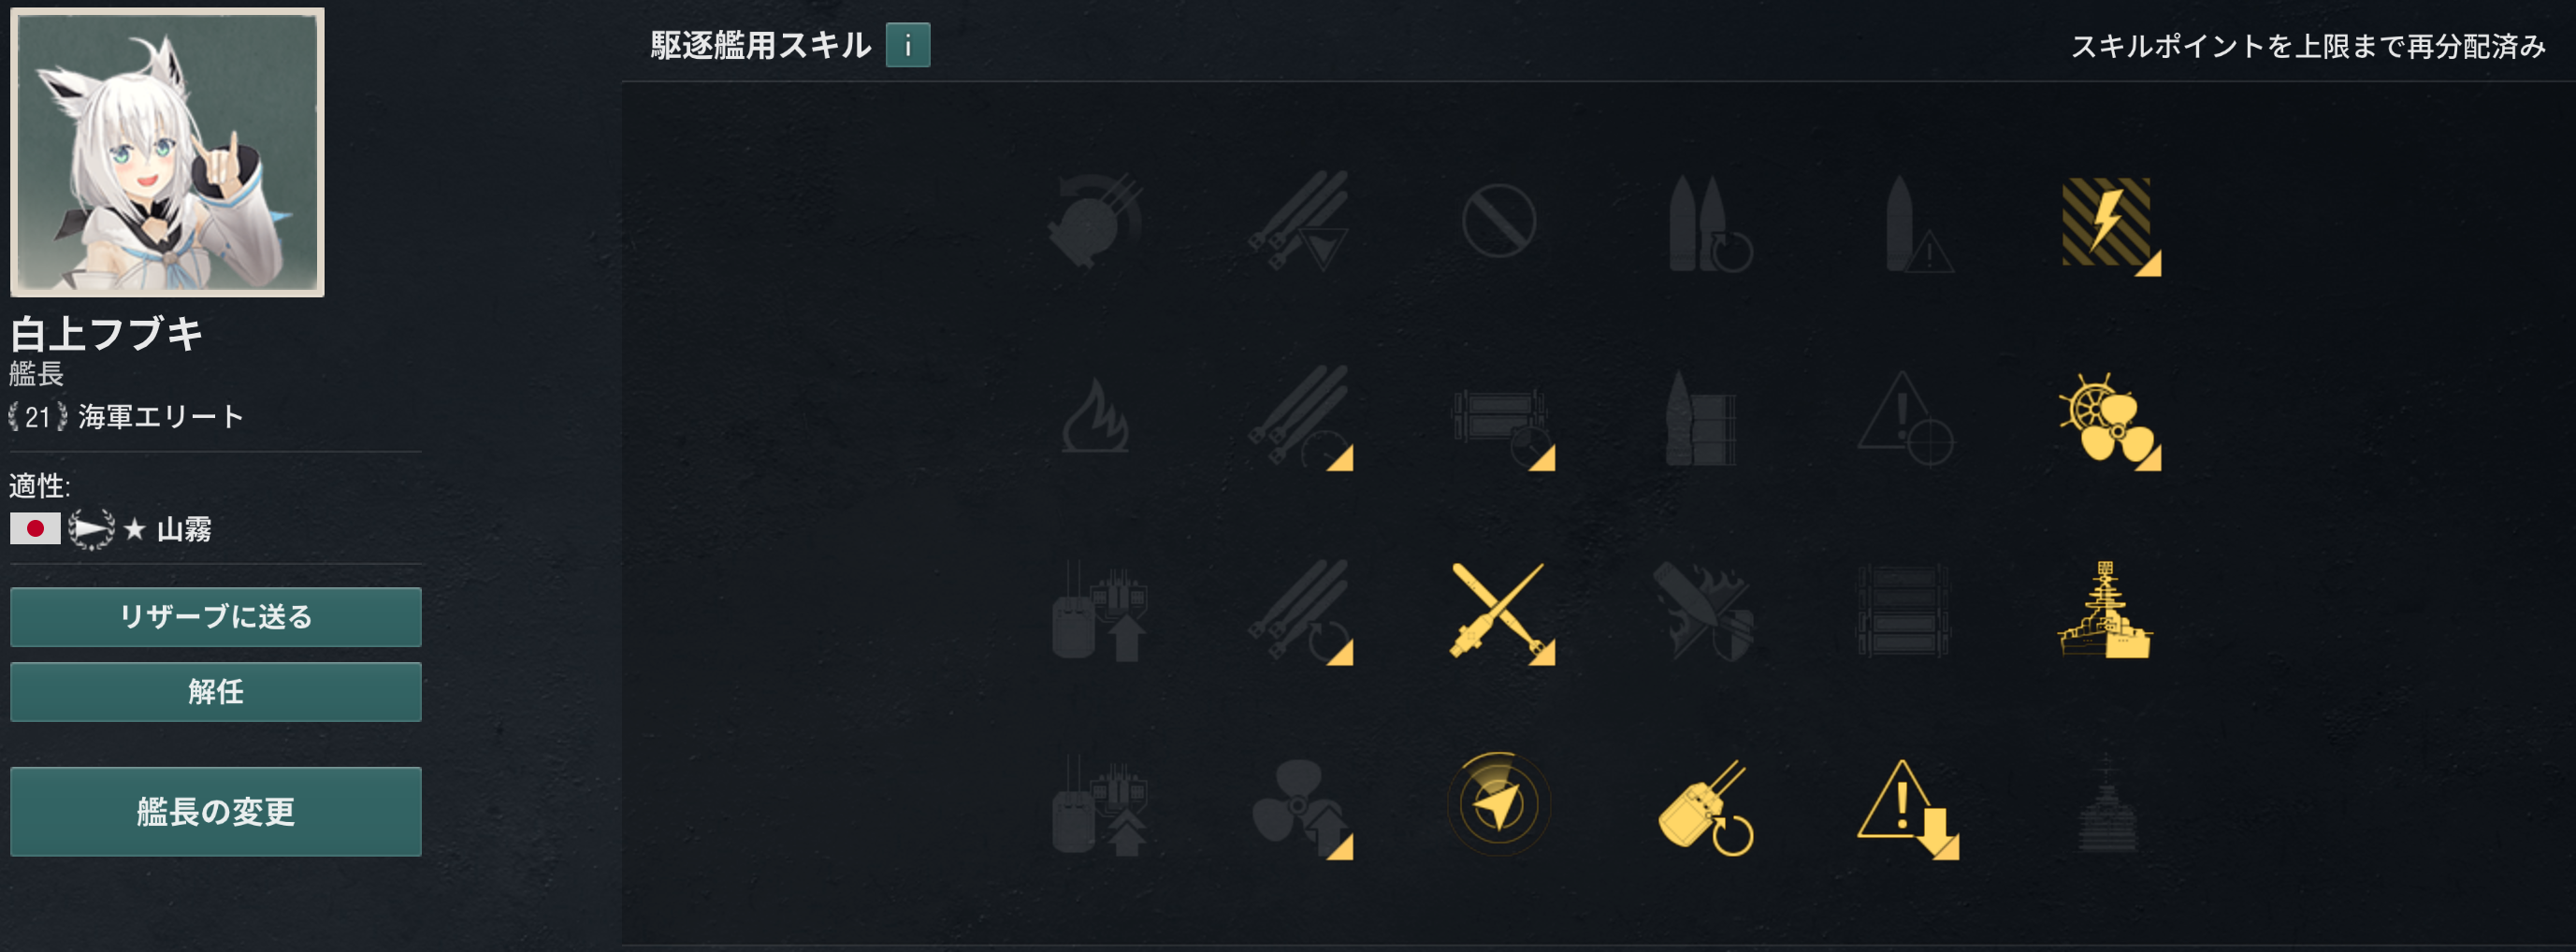 駆逐艦用スキル i
スキルポイントを上限まで再分配済み
白上フブキ
艦長
21 海軍エリート
適性:
★ 山霧
リザーブに送る
解任
艦長の変更